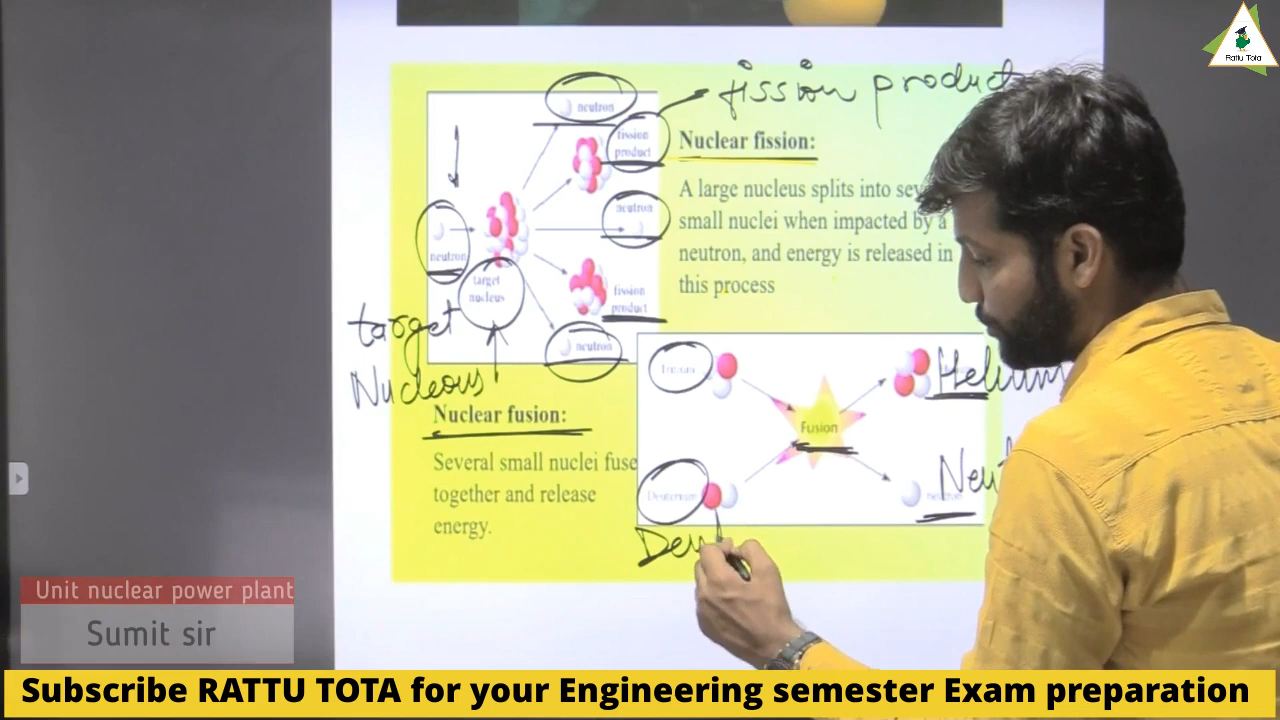 Rattu Tota
fission product
neutron
fission
product
Nuclear fission:
A large nucleus splits into
small nuclei when impacted by a
neutron, and energy is released in
this process
neutron
neutron
target
nucleus
fission
product
neutron
target
Nucleous
Tritium
Helium
Fusion
Nuclear fusion:
Several small nuclei fuse
together and release
energy.
Deuterium
neutron
Unit nuclear power plant
Sumit sir
Subscribe RATTU TOTA for your Engineering semester Exam preparation